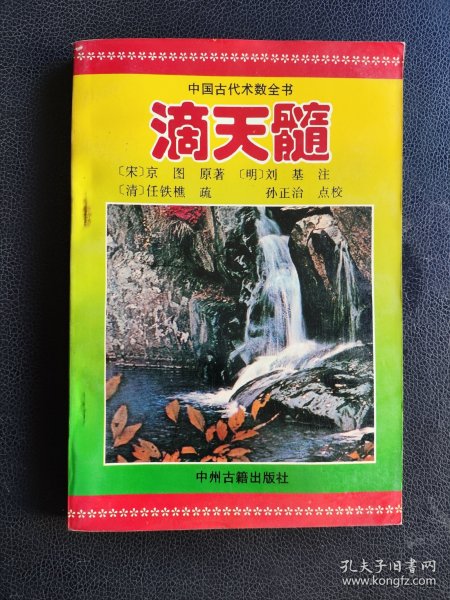 中国古代术数全书
滴天髓
〔宋〕京 图 原著 〔明〕刘 基 注
〔清〕任铁樵 疏 孙正治 点校
中州古籍出版社
孔夫子旧书网
www.kongfz.com